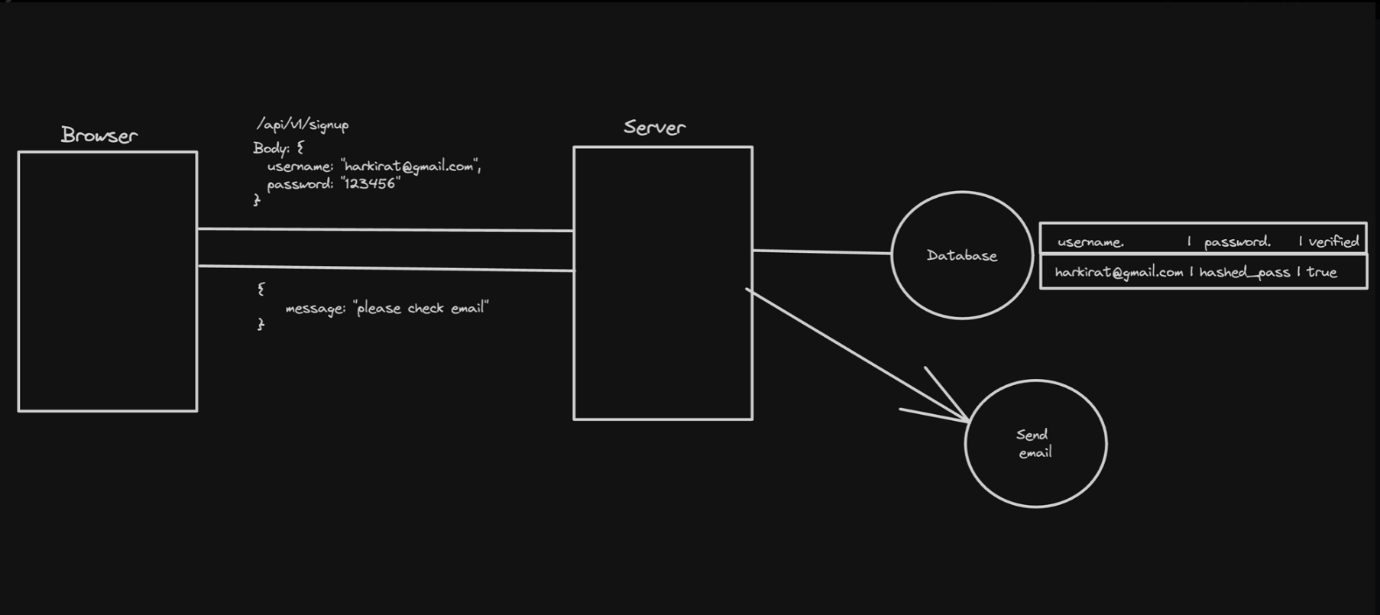 Browser
/api/v1/signup
Body: {
username: "harkirat@gmail.com",
password: "123456"
}
{
message: "please check email"
}
Server
Database
username. | password. | verified
harkirat@gmail.com | hashed_pass | true
Send
email